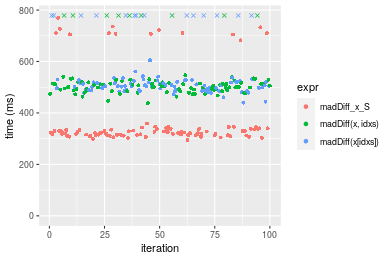 time (ms)
800
600
400
200
0
0
25
50
75
100
iteration
expr
madDiff_x_S
madDiff(x, idxs)
madDiff(x[idxs])